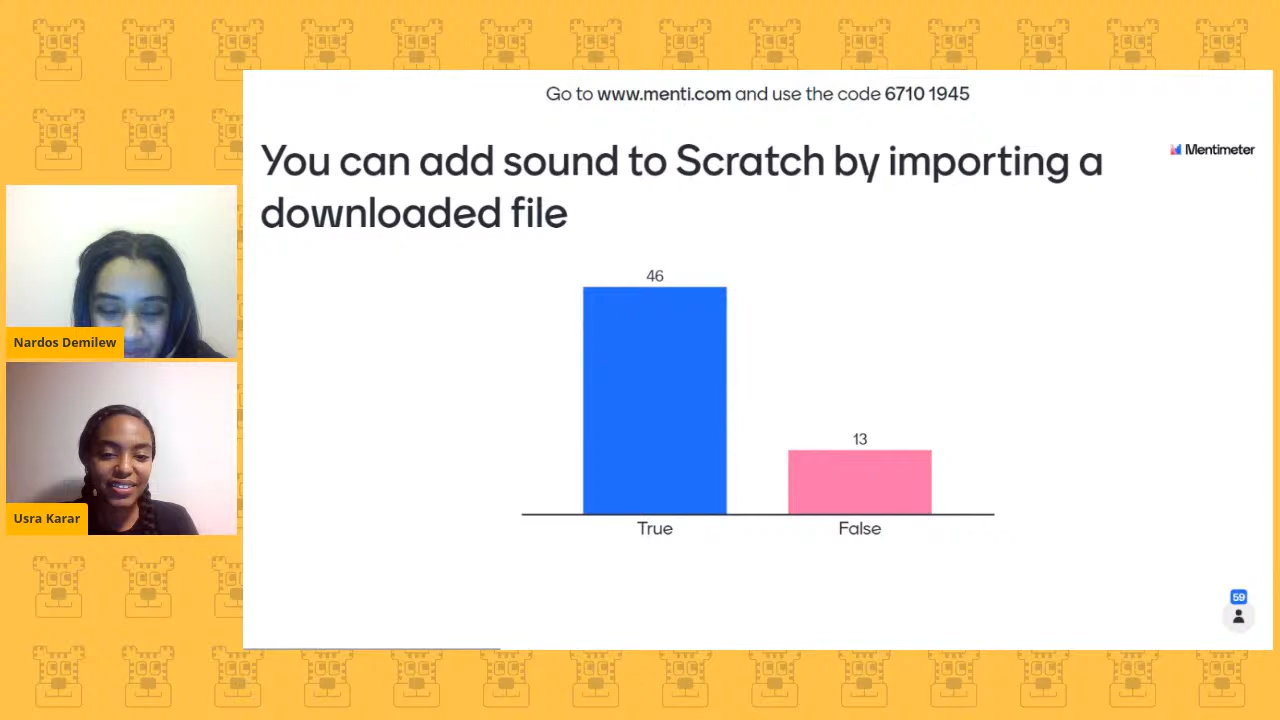 Go to www.menti.com and use the code 6710 1945
You can add sound to Scratch by importing a
downloaded file
Mentimeter
46
13
True
False
59
Nardos Demilew
Usra Karar